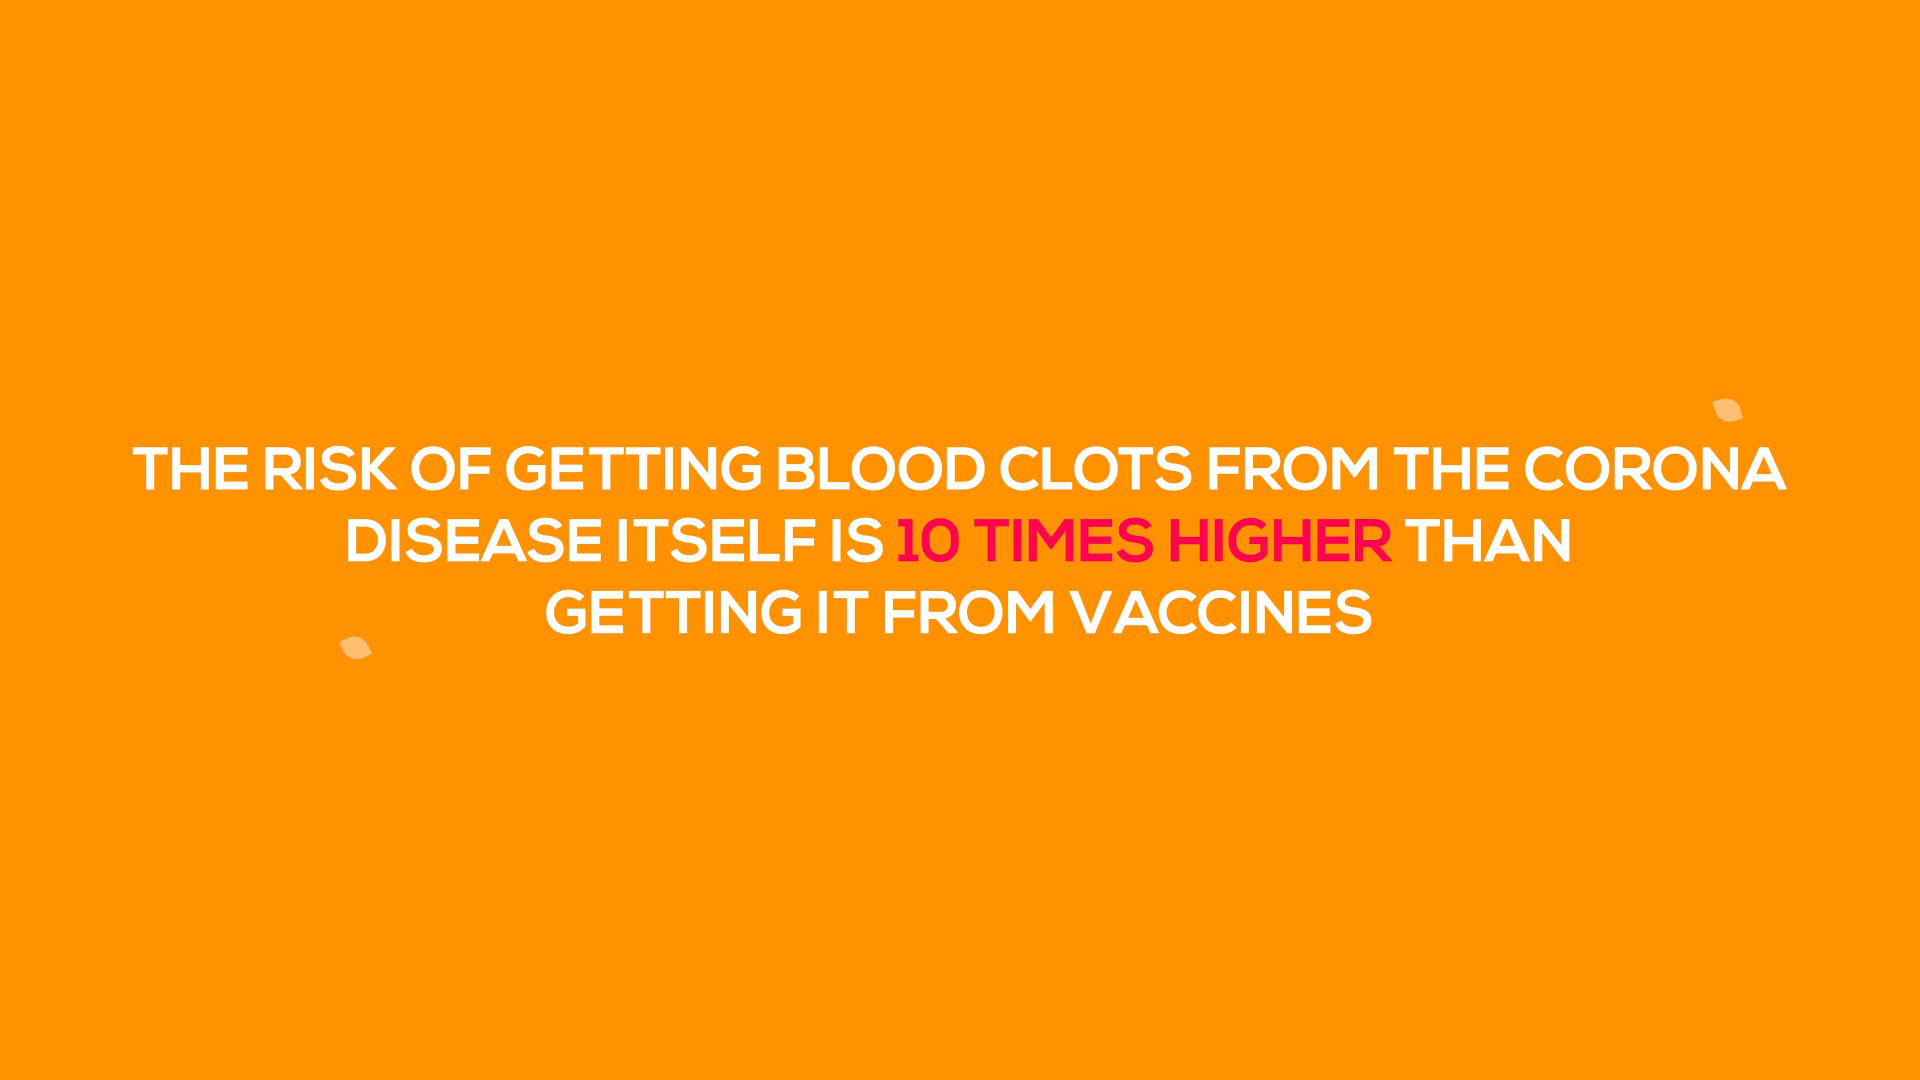 THE RISK OF GETTING BLOOD CLOTS FROM THE CORONA
DISEASE ITSELF IS 10 TIMES HIGHER THAN
GETTING IT FROM VACCINES